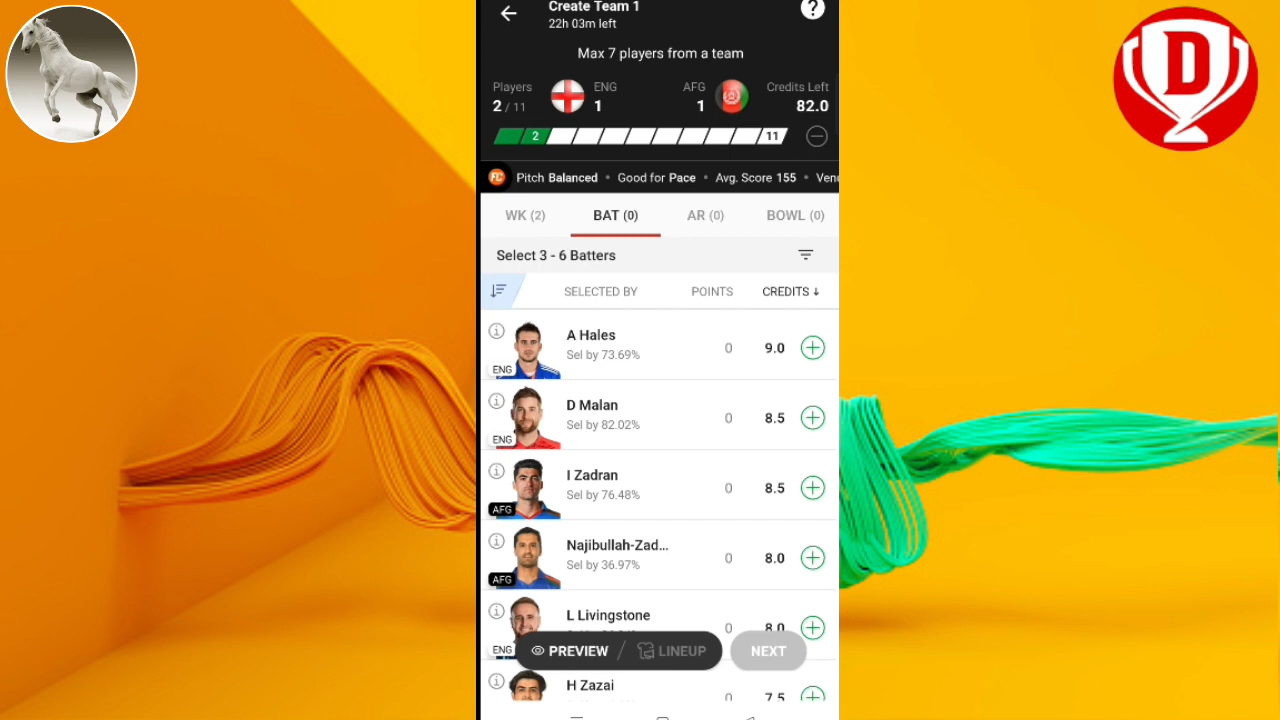 Create Team 1
22h 03m left
?
Max 7 players from a team
Players
2 / 11
ENG
1
AFG
1
Credits Left
82.0
2
11
FC Pitch Balanced • Good for Pace • Avg. Score 155 •
WK (2) BAT (0) AR (0) BOWL (0)
Select 3 - 6 Batters
SELECTED BY POINTS CREDITS ↓
A Hales
Sel by 73.69%
0 9.0
ENG
D Malan
Sel by 82.02%
0 8.5
ENG
I Zadran
Sel by 76.48%
0 8.5
AFG
Najibullah-Zad...
Sel by 36.97%
0 8.0
AFG
L Livingstone
0 8.0
ENG
PREVIEW / LINEUP
NEXT
H Zazai
0 7.5
D